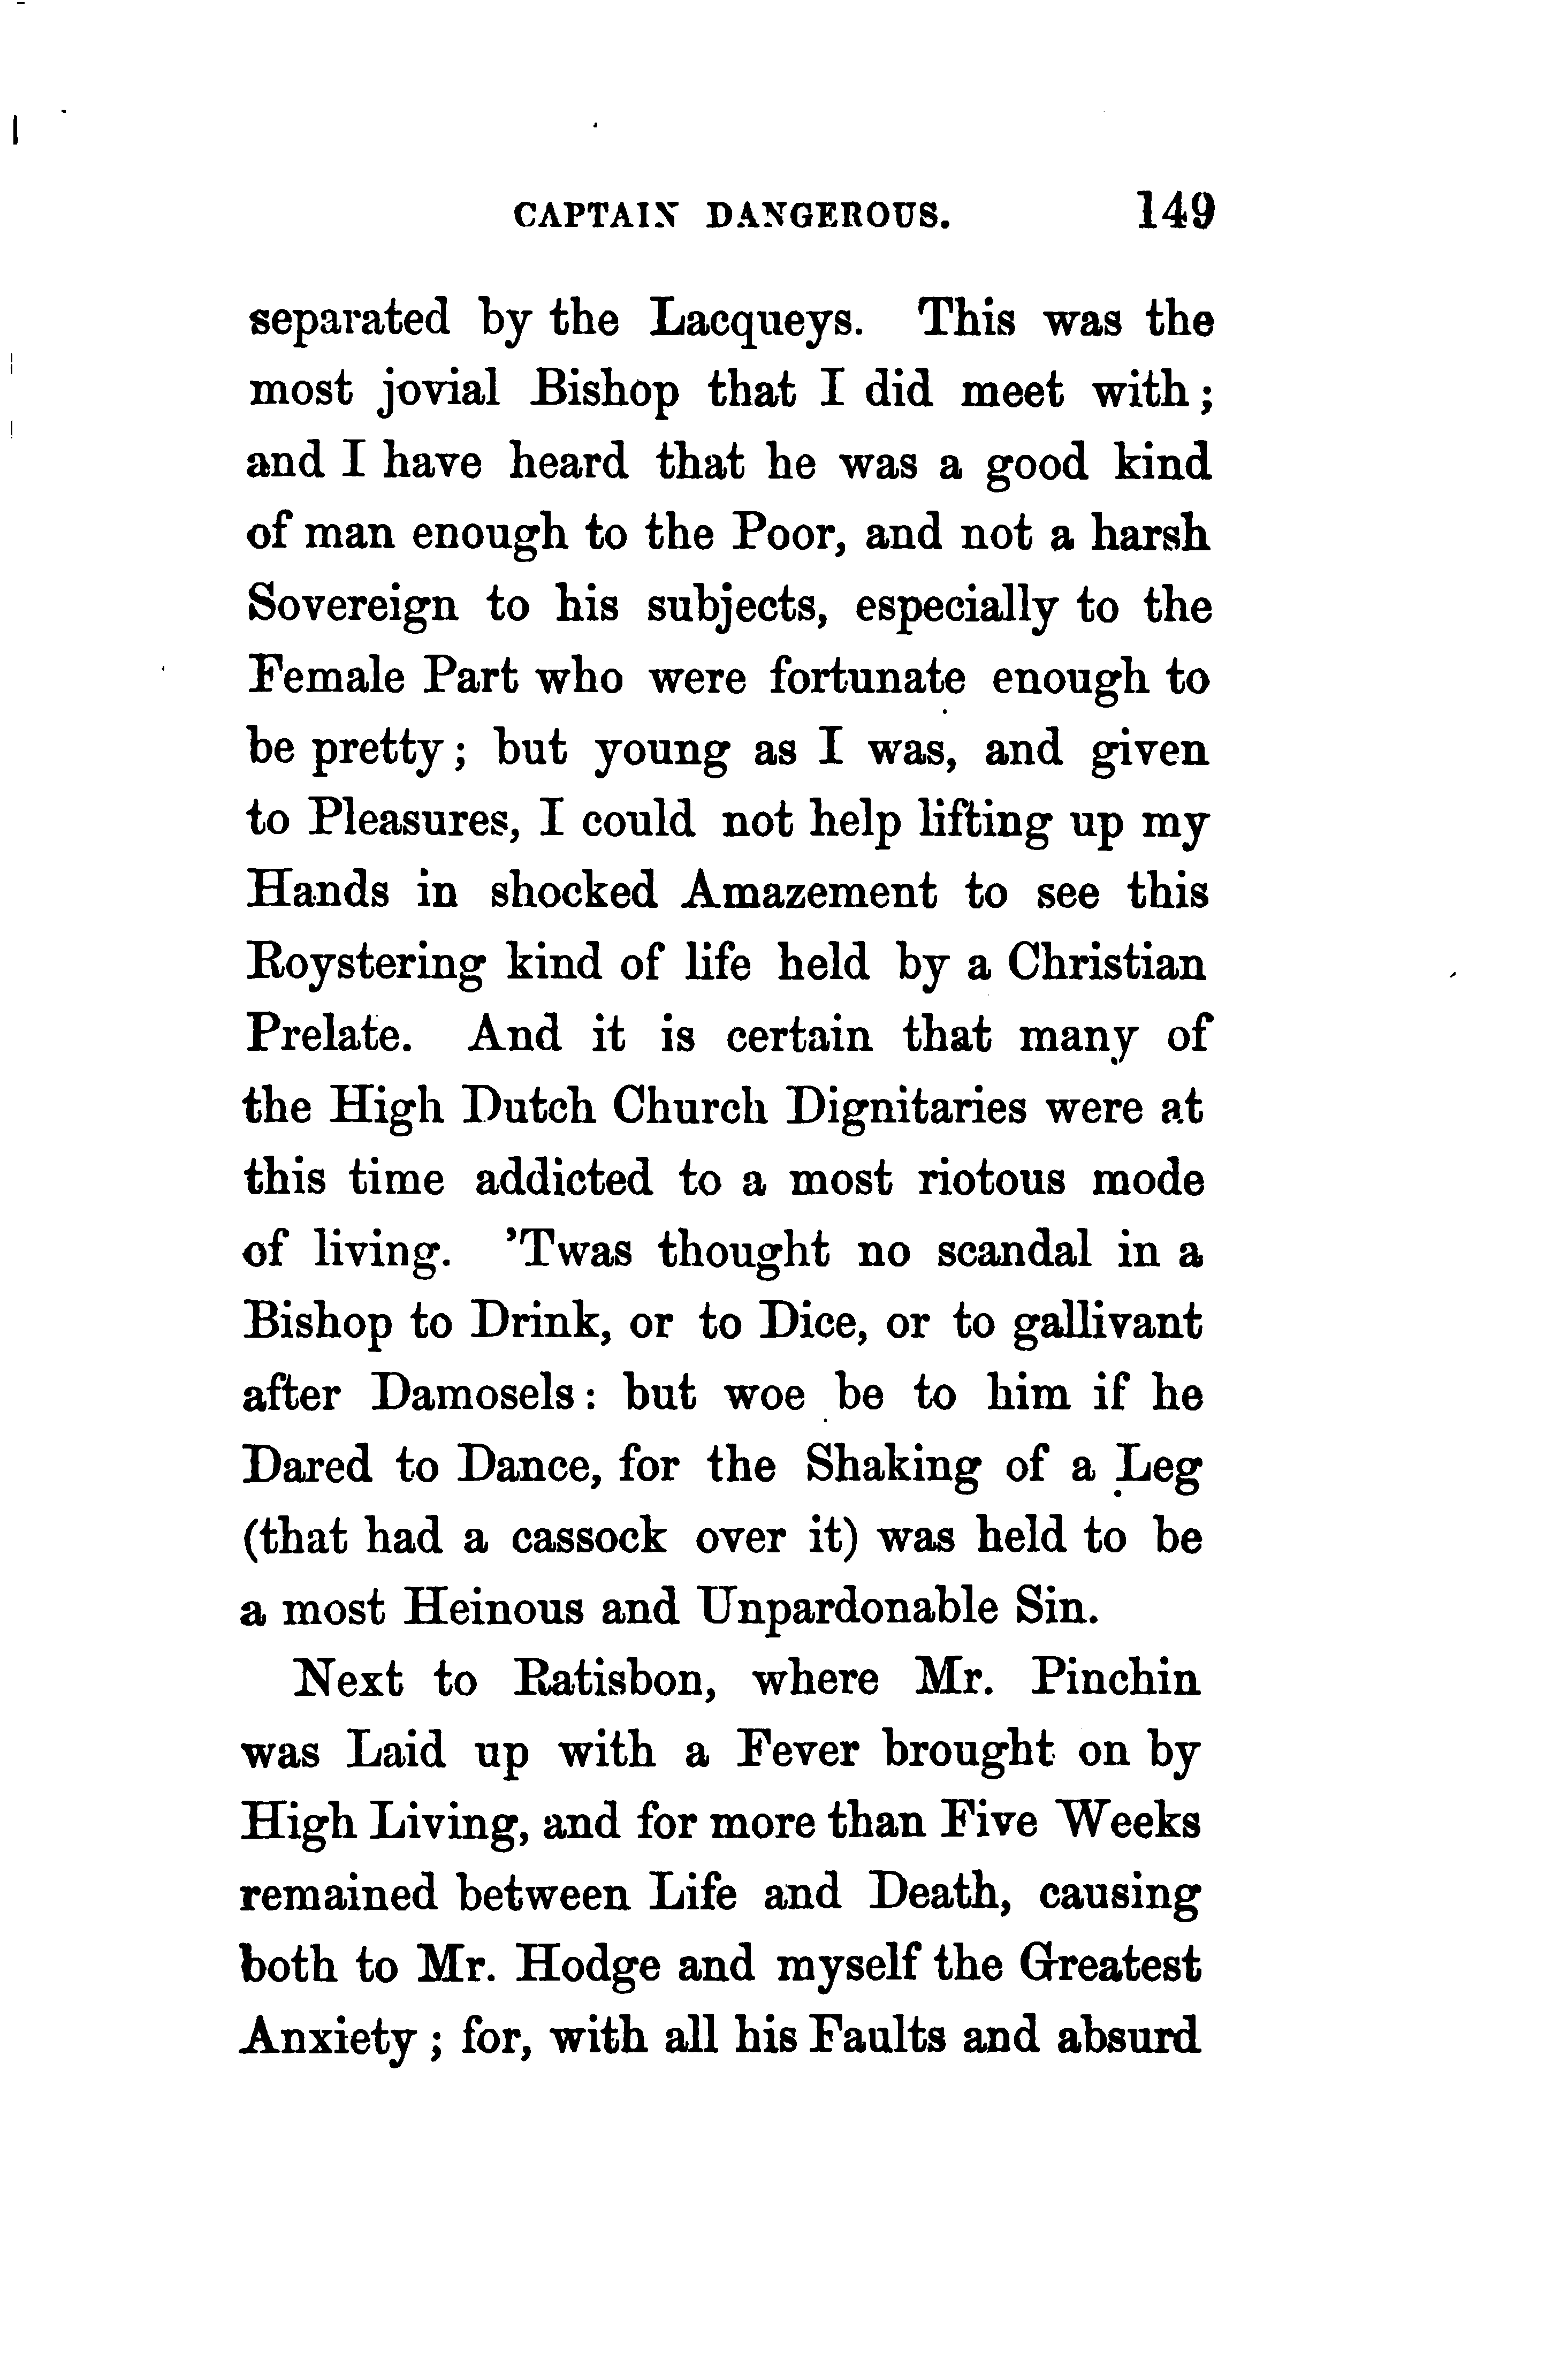 CAPTAIN DANGEROUS. 149
separated by the Lacqueys. This was the
most jovial Bishop that I did meet with;
and I have heard that he was a good kind
of man enough to the Poor, and not a harsh
Sovereign to his subjects, especially to the
Female Part who were fortunate enough to
be pretty; but young as I was, and given
to Pleasures, I could not help lifting up my
Hands in shocked Amazement to see this
Roystering kind of life held by a Christian
Prelate. And it is certain that many of
the High Dutch Church Dignitaries were at
this time addicted to a most riotous mode
of living. 'Twas thought no scandal in a
Bishop to Drink, or to Dice, or to gallivant
after Damosels: but woe be to him if he
Dared to Dance, for the Shaking of a Leg
(that had a cassock over it) was held to be
a most Heinous and Unpardonable Sin.
Next to Ratisbon, where Mr. Pinchin
was Laid up with a Fever brought on by
High Living, and for more than Five Weeks
remained between Life and Death, causing
both to Mr. Hodge and myself the Greatest
Anxiety; for, with all his Faults and absurd